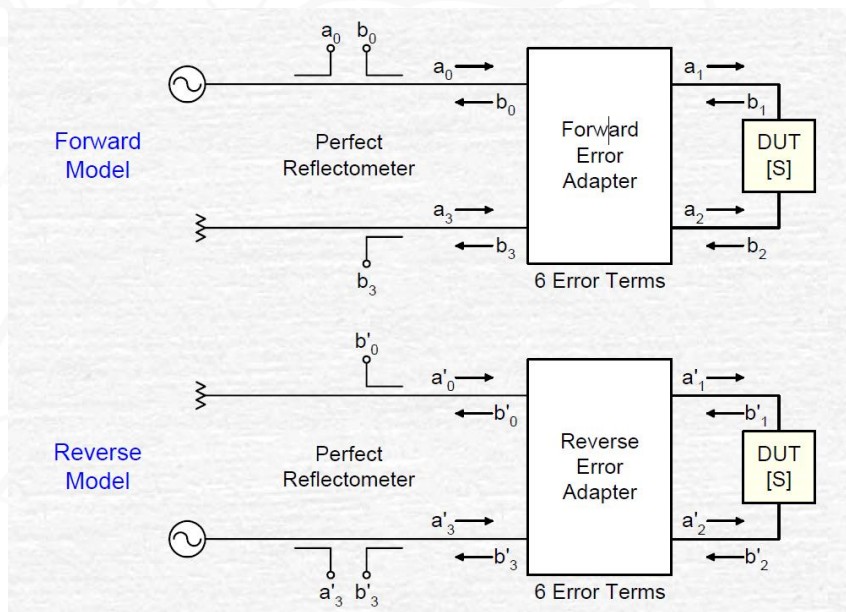 a0 b0
a0 a1
b0 b1
Forward
Model
Perfect
Reflectometer
Forward
Error
Adapter
DUT
[S]
a3 a2
b3 b2
b3
6 Error Terms
b'0
a'0 a'1
b'0 b'1
Reverse
Model
Perfect
Reflectometer
Reverse
Error
Adapter
DUT
[S]
a'3 a'2
b'3 b'2
a'3 b'3
6 Error Terms